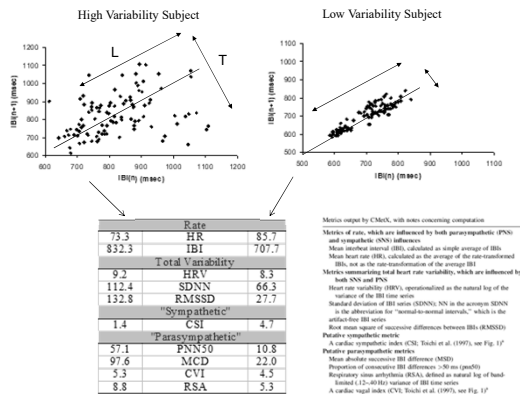 High Variability Subject
Low Variability Subject
1200
1100
1000
900
800
700
600
IBI(n+1) (msec)
L
T
600 700 800 900 1000 1100 1200
IBI(n) (msec)
1100
1000
900
800
700
600
500
IBI(n+1) (msec)
500 600 700 800 900 1000 1100
IBI(n) (msec)
Rate
73.3 HR 85.7
832.3 IBI 707.7
Total Variability
9.2 HRV 8.3
112.4 SDNN 66.3
132.8 RMSSD 27.7
"Sympathetic"
1.4 CSI 4.7
"Parasympathetic"
57.1 PNN50 10.8
97.6 MCD 22.0
5.3 CVI 4.5
8.8 RSA 5.3
Metrics output by CMetX, with notes concerning computation
Metrics of rate, which are influenced by both parasympathetic (PNS)
and sympathetic (SNS) influences
Mean interbeat interval (IBI), calculated as simple average of IBIs
Mean heart rate (HR), calculated as the average of the rate-transformed
IBIs, not as the rate-transformation of the average IBI
Metrics summarizing total heart rate variability, which are influenced by
both SNS and PNS
Heart rate variability (HRV), operationalized as the natural log of the
variance of the IBI time series
Standard deviation of IBI series (SDNN); NN in the acronym SDNN
is the abbreviation for "normal-to-normal intervals," which is the
artifact-free IBI series
Root mean square of successive differences between IBIs (RMSSD)
Putative sympathetic metric
A cardiac sympathetic index (CSI; Toichi et al. (1997), see Fig. 1)
Putative parasympathetic metrics
Mean absolute successive IBI difference (MSD)
Proportion of consecutive IBI differences >50 ms (pnn50)
Respiratory sinus arrhythmia (RSA), defined as natural log of band-
limited (.12–.40 Hz) variance of IBI time series
A cardiac vagal index (CVI; Toichi et al. (1997), see Fig. 1)